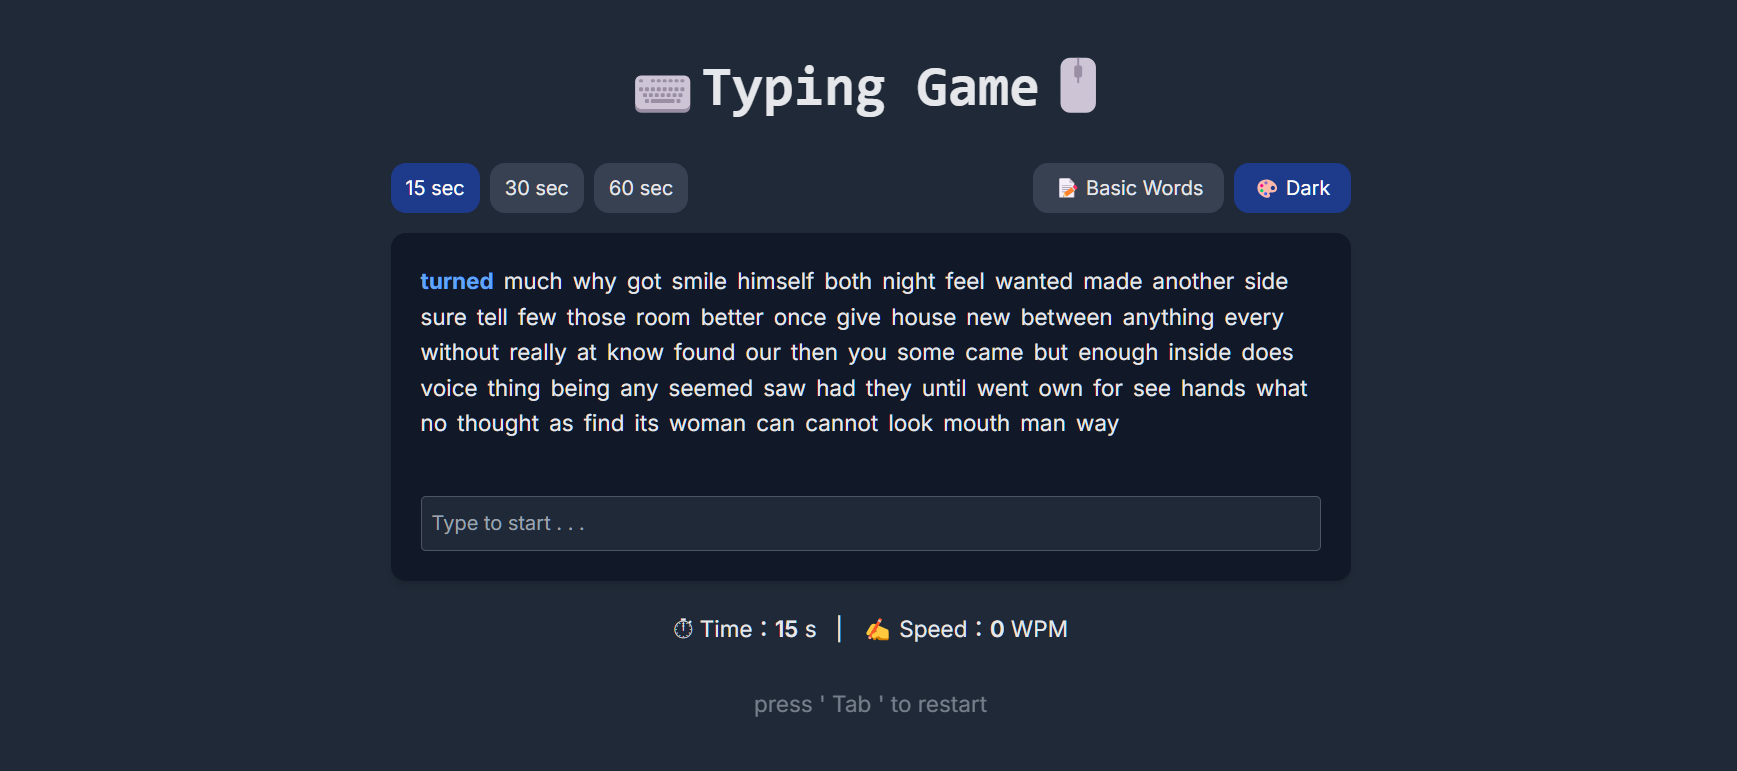 Typing Game
15 sec 30 sec 60 sec Basic Words Dark
turned much why got smile himself both night feel wanted made another side
sure tell few those room better once give house new between anything every
without really at know found our then you some came but enough inside does
voice thing being any seemed saw had they until went own for see hands what
no thought as find its woman can cannot look mouth man way
Type to start . . .
Time : 15 s | Speed : 0 WPM
press ' Tab ' to restart